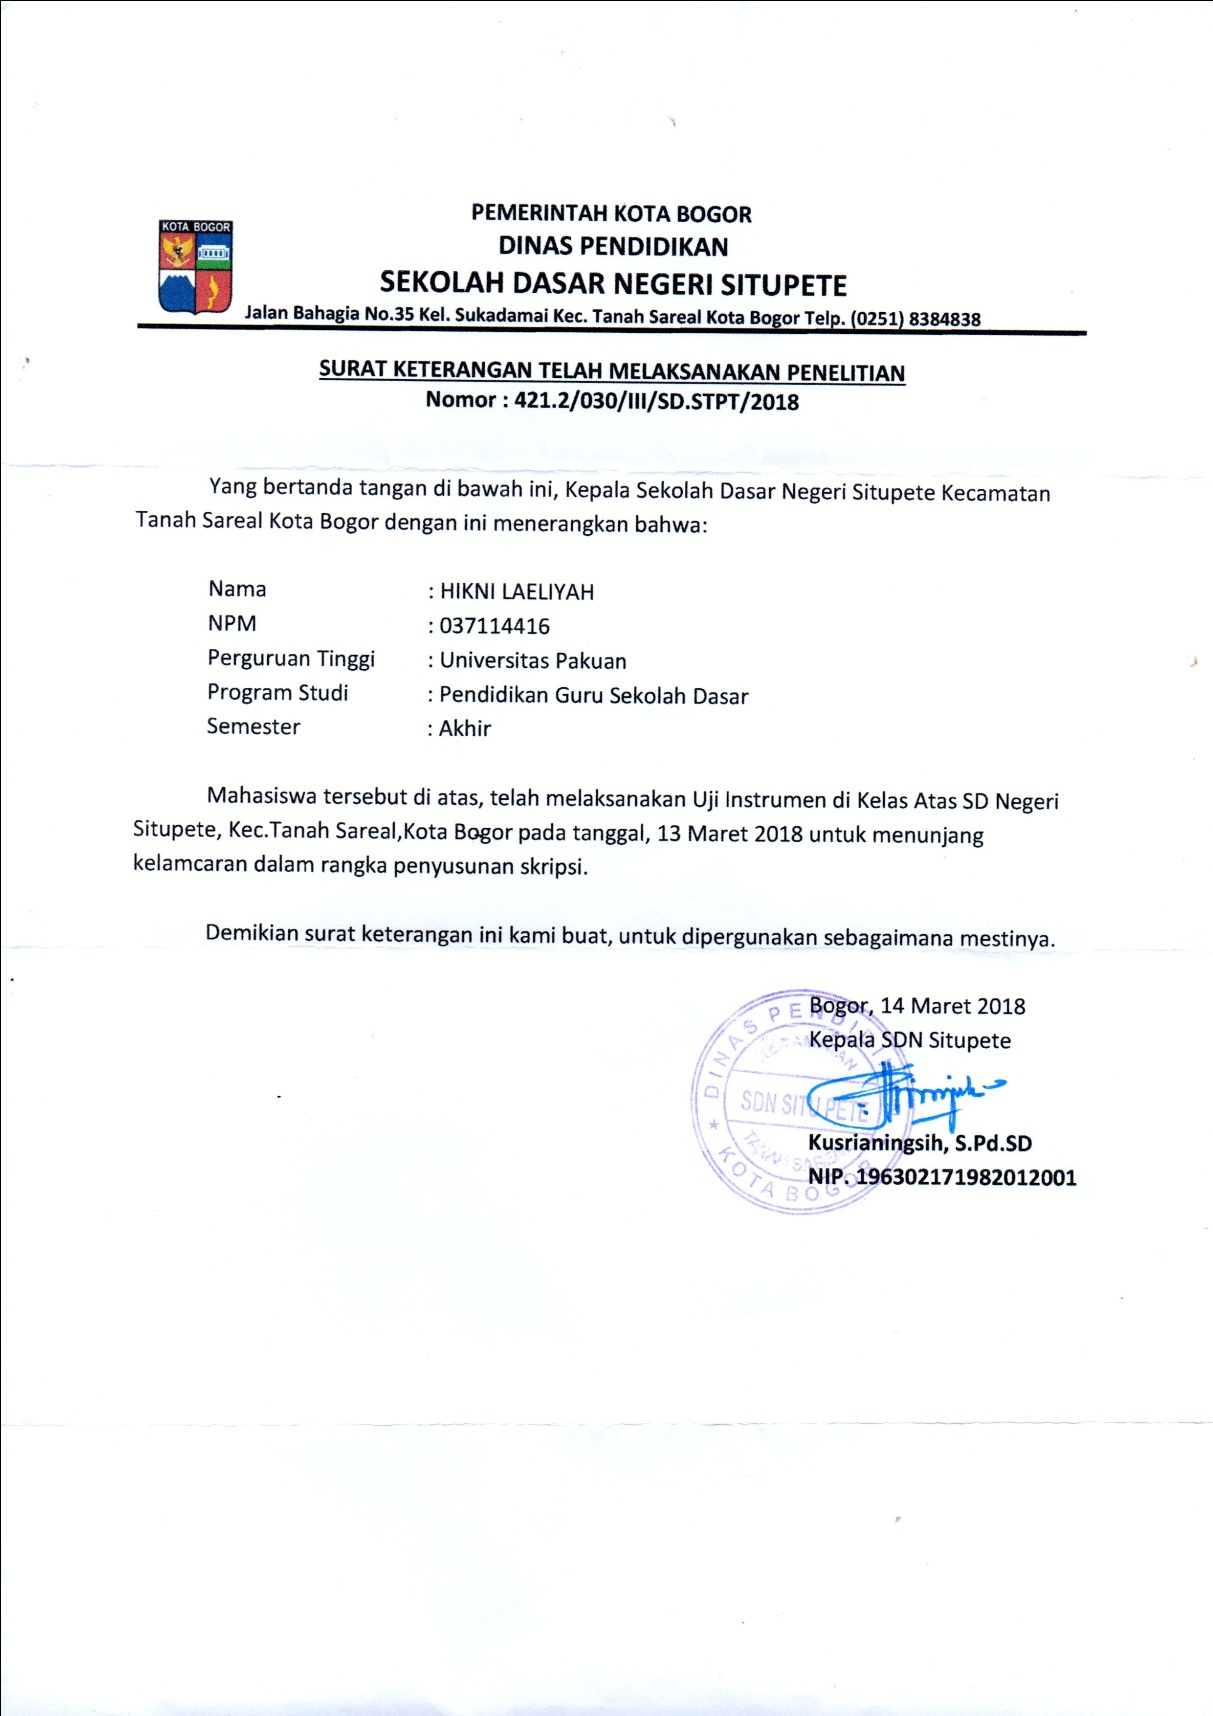 KOTA BOGOR
PEMERINTAH KOTA BOGOR
DINAS PENDIDIKAN
SEKOLAH DASAR NEGERI SITUPETE
Jalan Bahagia No.35 Kel. Sukadamai Kec. Tanah Sareal Kota Bogor Telp. (0251) 8384838
SURAT KETERANGAN TELAH MELAKSANAKAN PENELITIAN
Nomor : 421.2/030/III/SD.STPT/2018
Yang bertanda tangan di bawah ini, Kepala Sekolah Dasar Negeri Situpete Kecamatan
Tanah Sareal Kota Bogor dengan ini menerangkan bahwa:
Nama : HIKNI LAELIYAH
NPM : 037114416
Perguruan Tinggi : Universitas Pakuan
Program Studi : Pendidikan Guru Sekolah Dasar
Semester : Akhir
Mahasiswa tersebut di atas, telah melaksanakan Uji Instrumen di Kelas Atas SD Negeri
Situpete, Kec.Tanah Sareal,Kota Bogor pada tanggal, 13 Maret 2018 untuk menunjang
kelamcaran dalam rangka penyusunan skripsi.
Demikian surat keterangan ini kami buat, untuk dipergunakan sebagaimana mestinya.
Bogor, 14 Maret 2018
Kepala SDN Situpete
DINAS
SDN SITU PETE
KOTA BOGOR
Kusrianingsih, S.Pd.SD
NIP. 196302171982012001